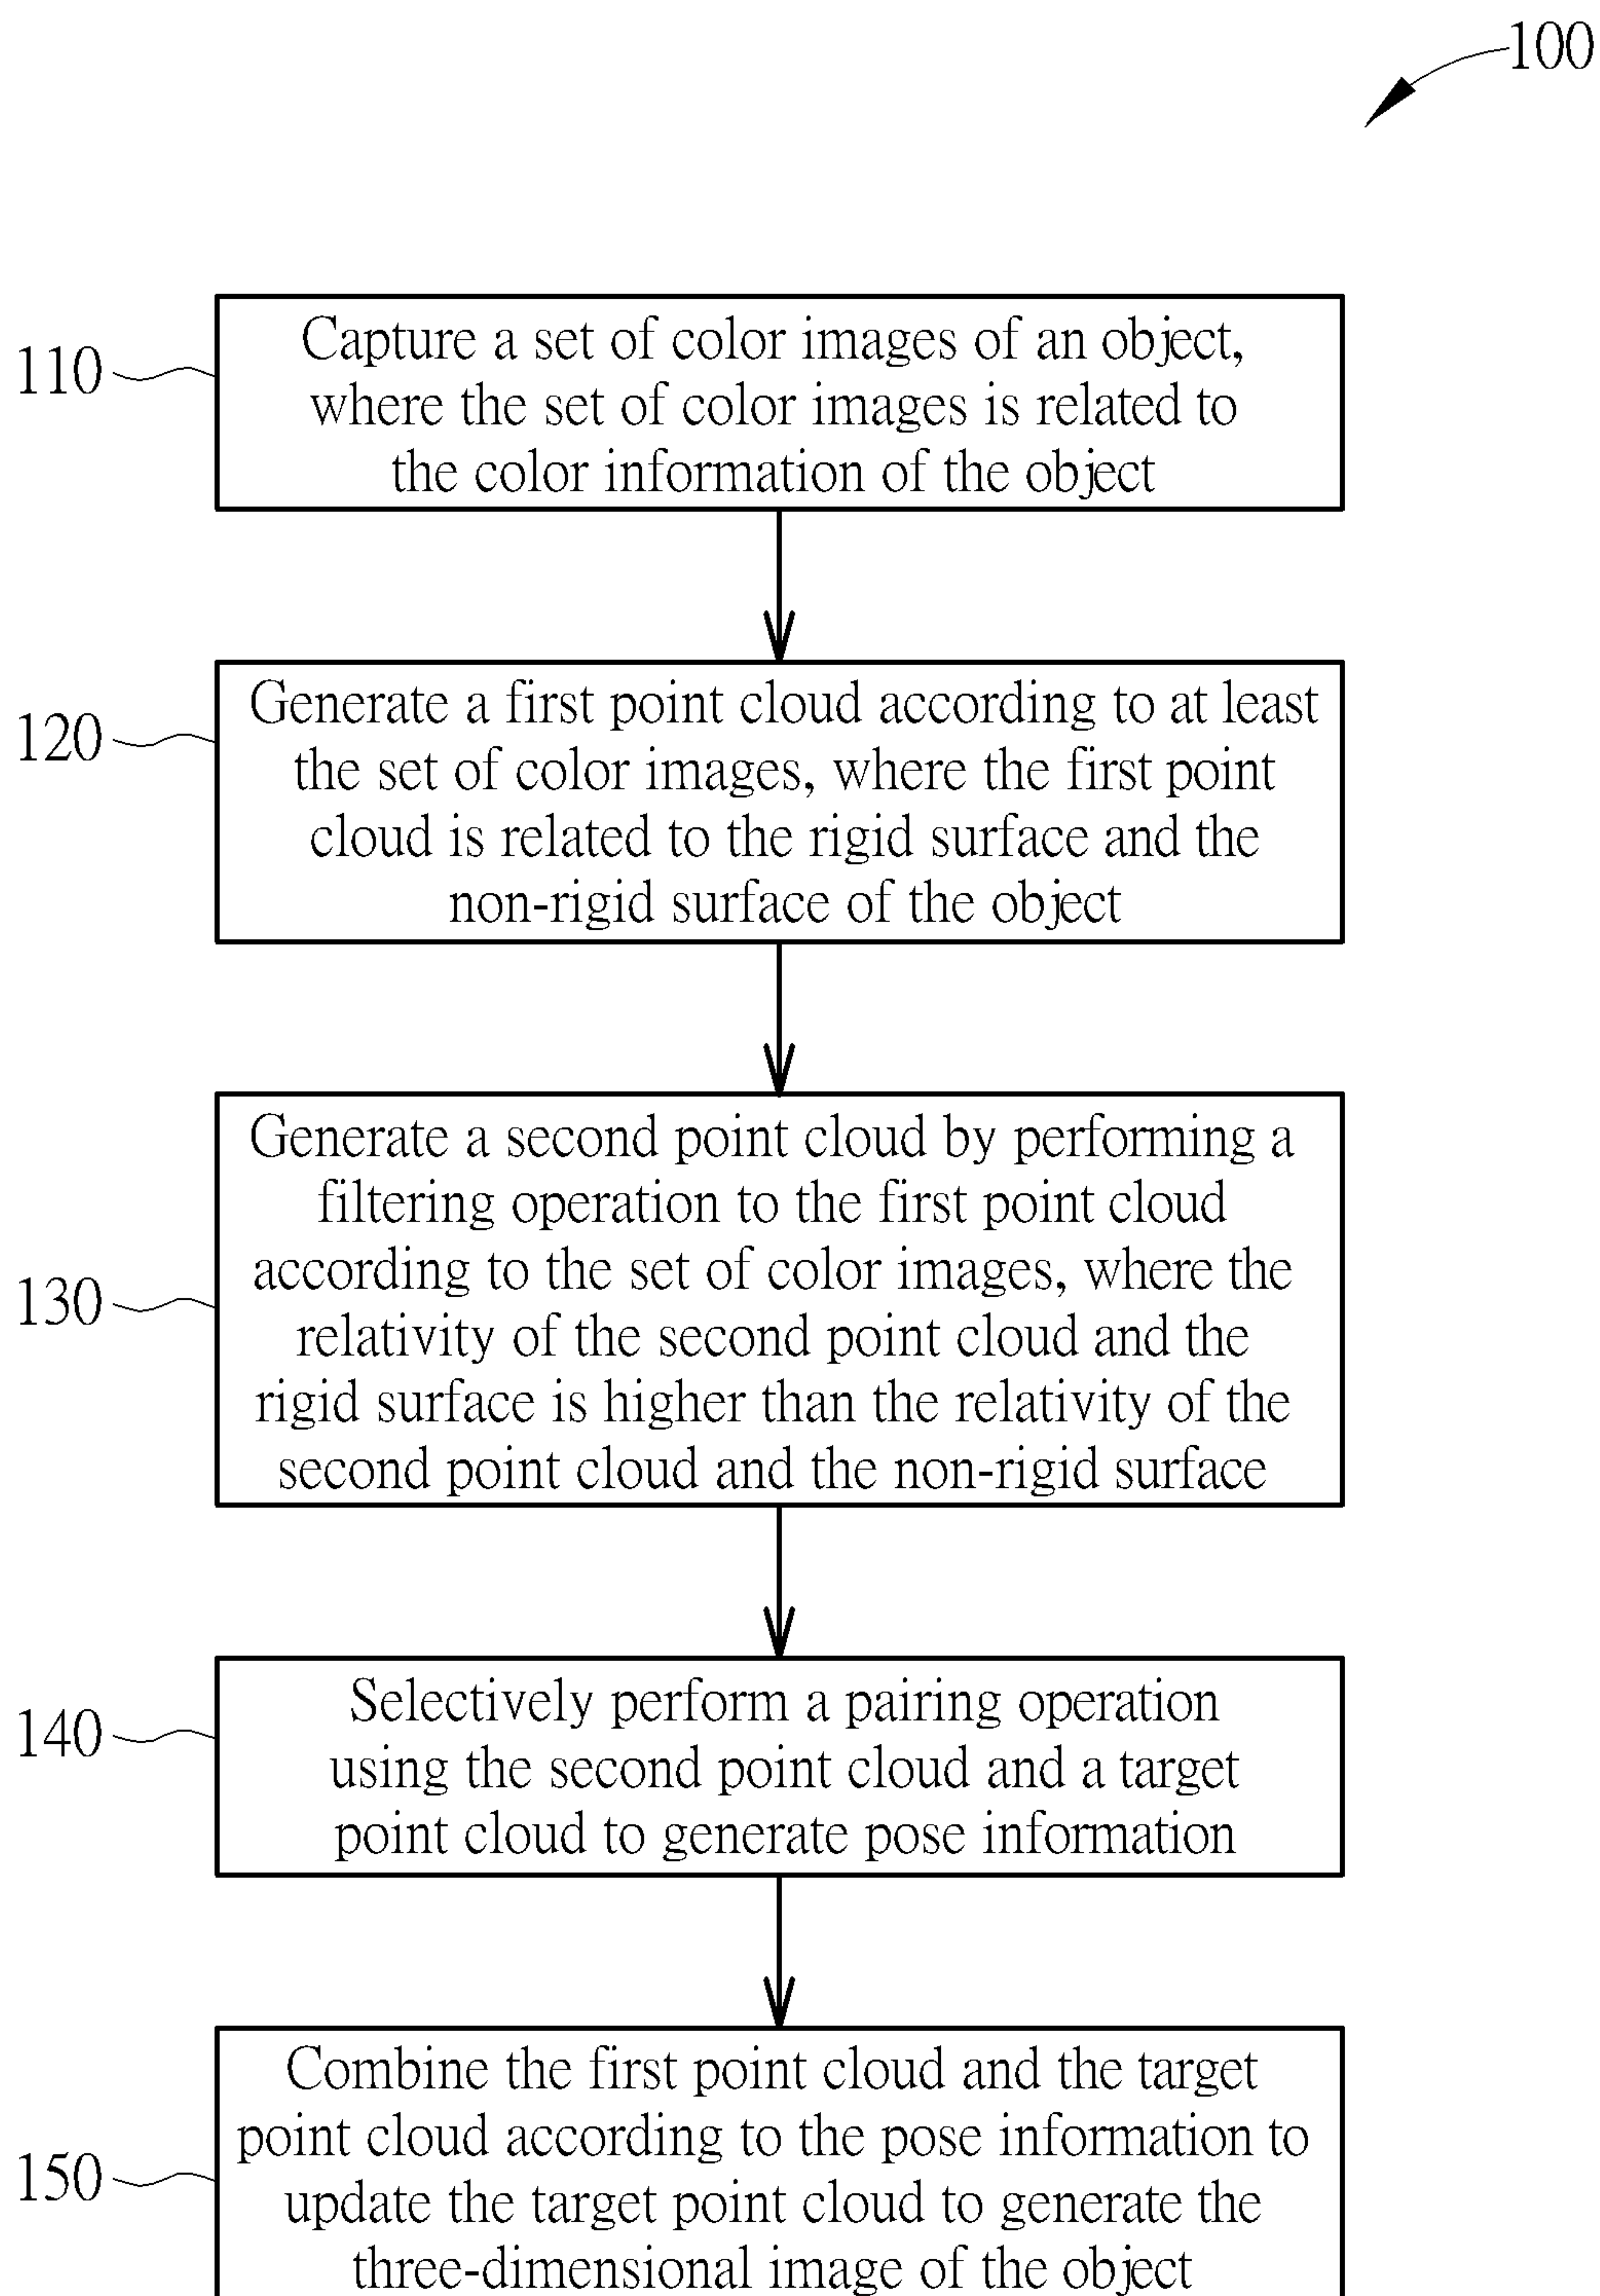 100
110
Capture a set of color images of an object,
where the set of color images is related to
the color information of the object
120
Generate a first point cloud according to at least
the set of color images, where the first point
cloud is related to the rigid surface and the
non-rigid surface of the object
130
Generate a second point cloud by performing a
filtering operation to the first point cloud
according to the set of color images, where the
relativity of the second point cloud and the
rigid surface is higher than the relativity of the
second point cloud and the non-rigid surface
140
Selectively perform a pairing operation
using the second point cloud and a target
point cloud to generate pose information
150
Combine the first point cloud and the target
point cloud according to the pose information to
update the target point cloud to generate the
three-dimensional image of the object